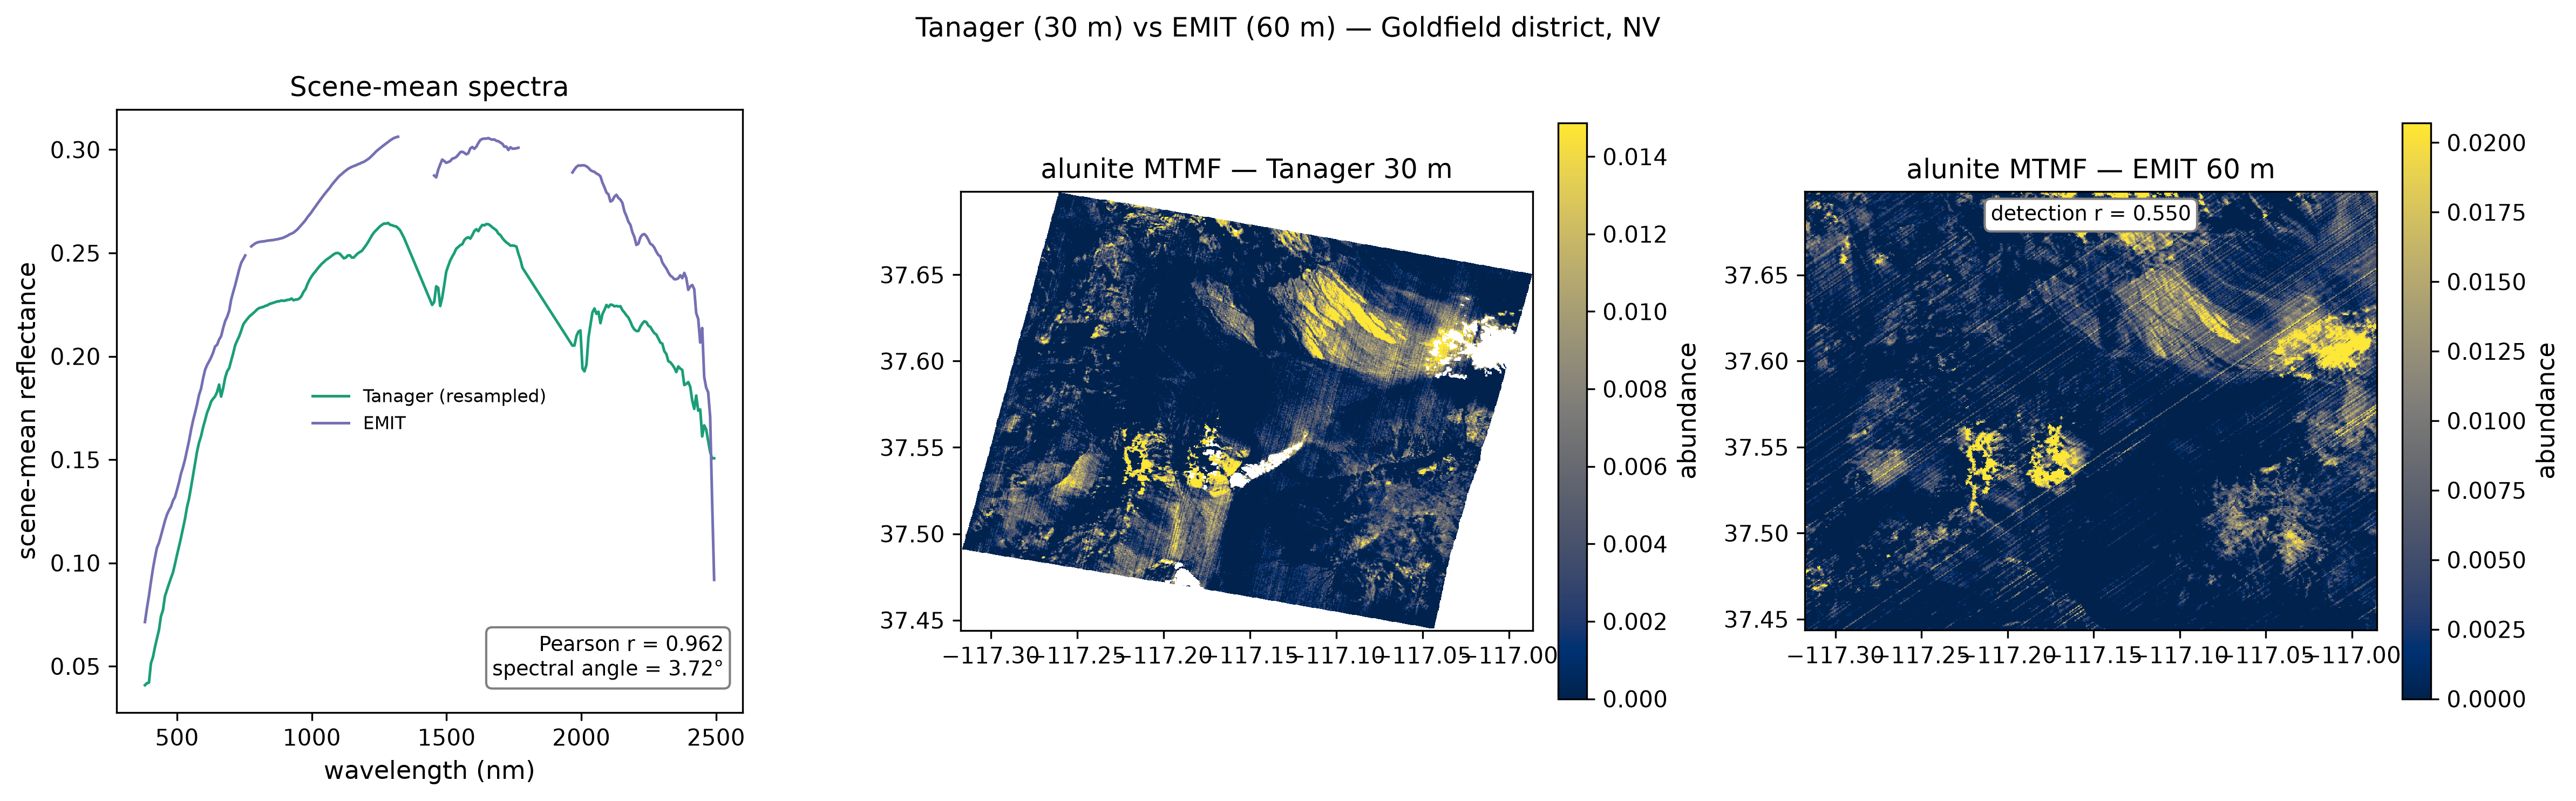 Tanager (30 m) vs EMIT (60 m) — Goldfield district, NV
Scene-mean spectra
scene-mean reflectance
0.30
0.25
0.20
0.15
0.10
0.05
Tanager (resampled)
EMIT
Pearson r = 0.962
spectral angle = 3.72°
500 1000 1500 2000 2500
wavelength (nm)
alunite MTMF — Tanager 30 m
37.65
37.60
37.55
37.50
37.45
−117.30 −117.25 −117.20 −117.15 −117.10 −117.05 −117.00
0.014
0.012
0.010
0.008
0.006
0.004
0.002
0.000
abundance
alunite MTMF — EMIT 60 m
detection r = 0.550
37.65
37.60
37.55
37.50
37.45
−117.30 −117.25 −117.20 −117.15 −117.10 −117.05 −117.00
0.0200
0.0175
0.0150
0.0125
0.0100
0.0075
0.0050
0.0025
0.0000
abundance